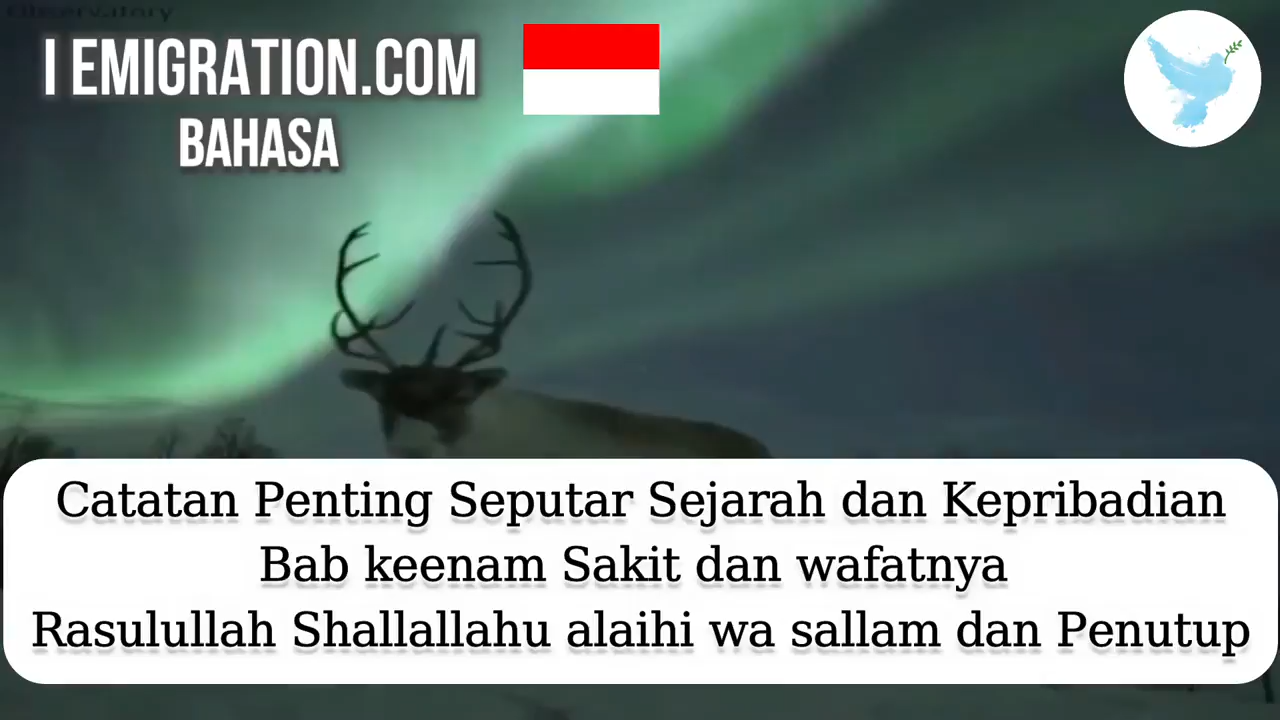 Observatory
I EMIGRATION.COM
BAHASA
Catatan Penting Seputar Sejarah dan Kepribadian
Bab keenam Sakit dan wafatnya
Rasulullah Shallallahu alaihi wa sallam dan Penutup